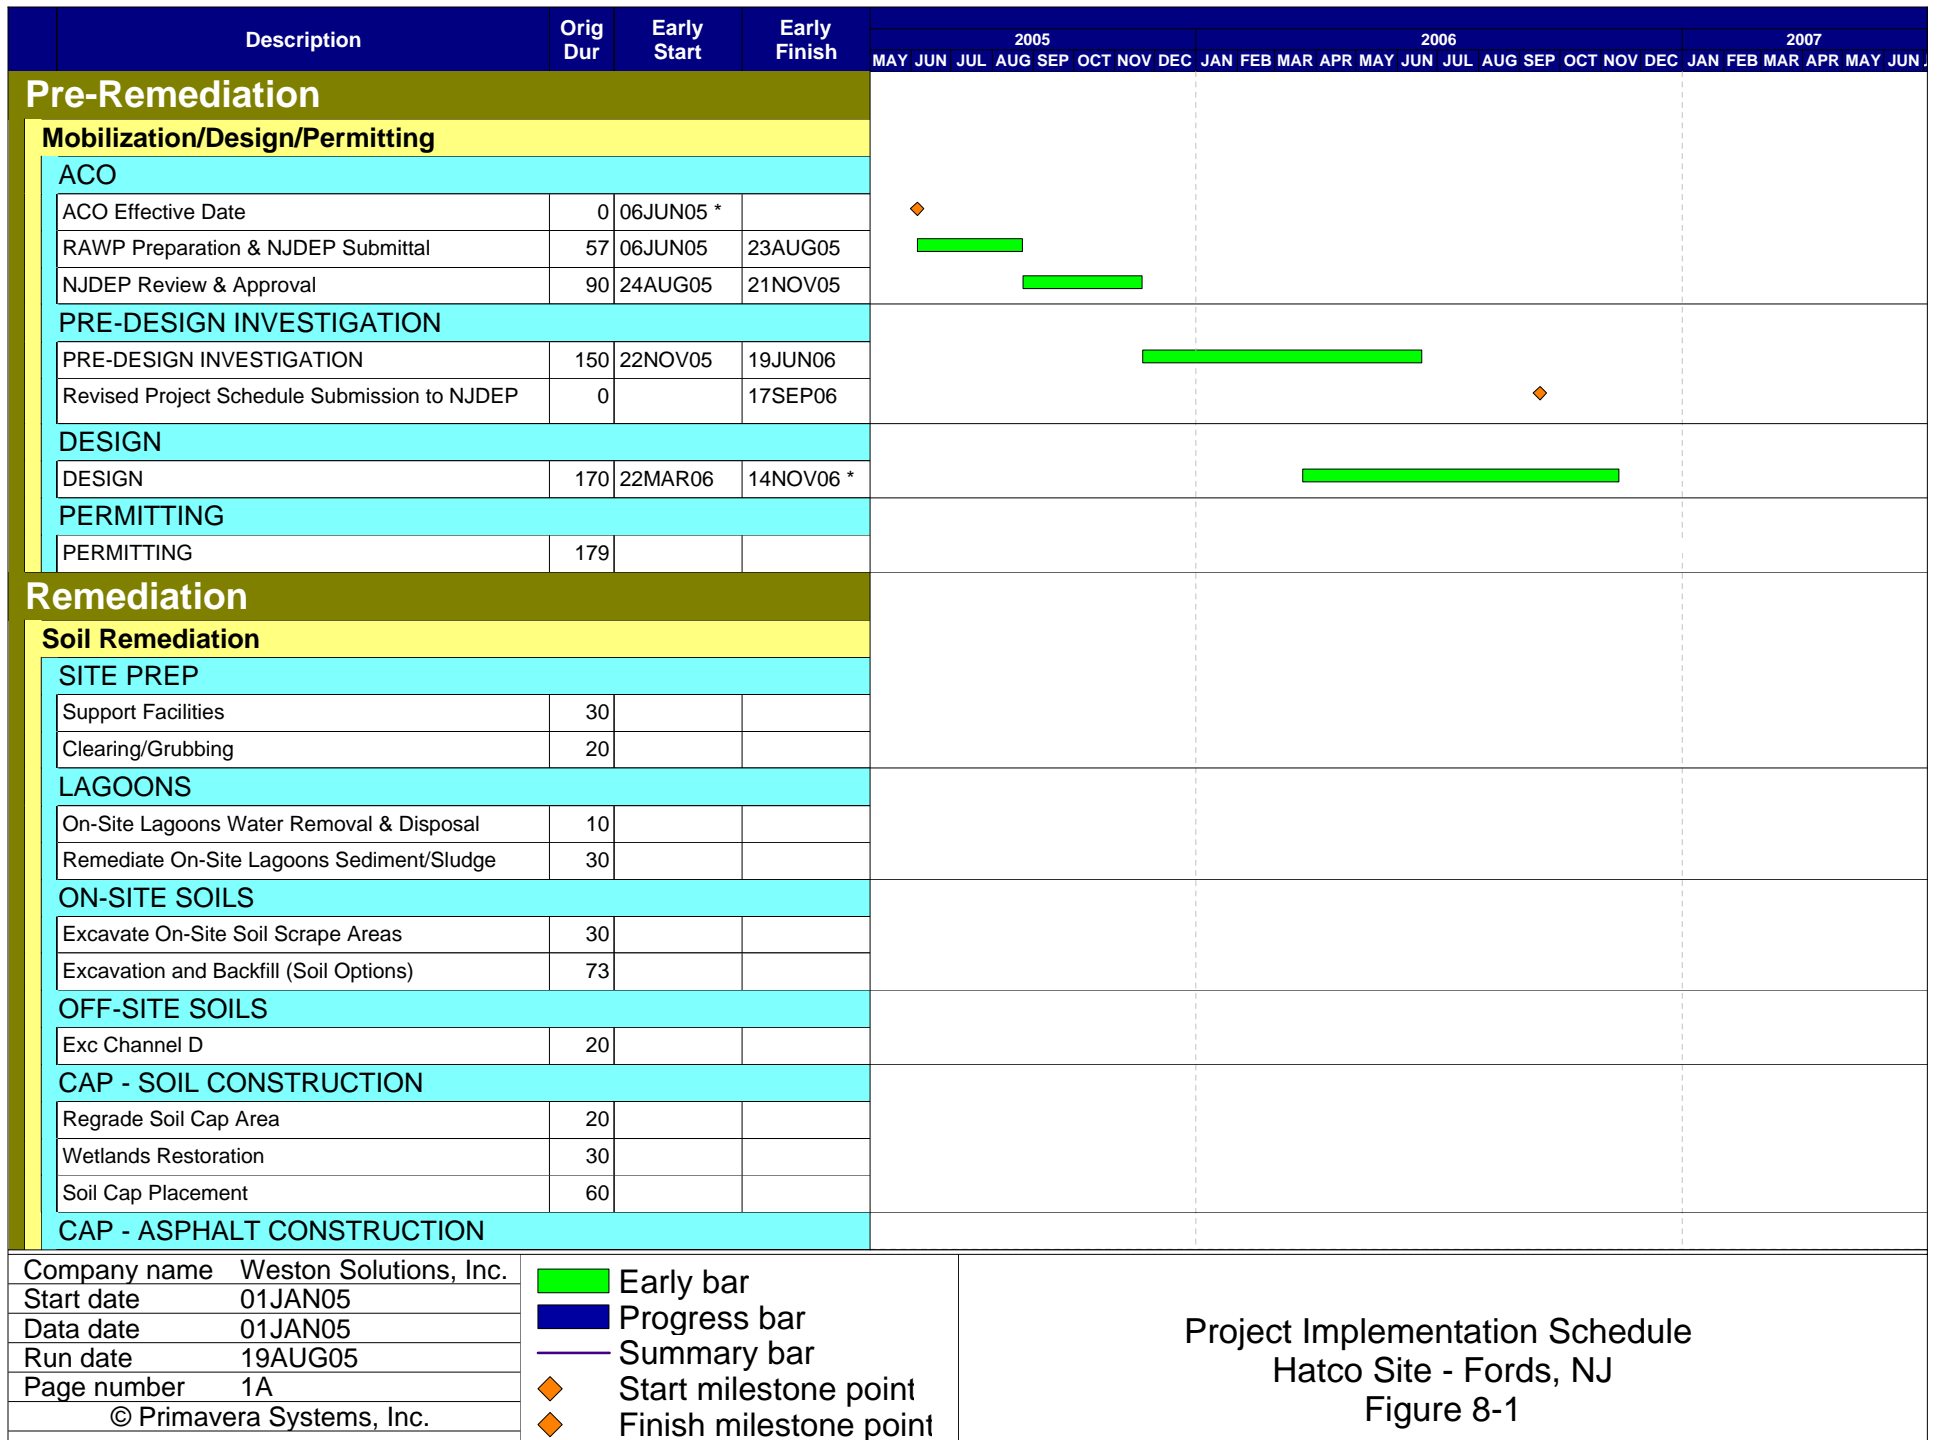 Description Orig Dur Early Start Early Finish
2005 2006 2007
MAY JUN JUL AUG SEP OCT NOV DEC JAN FEB MAR APR MAY JUN JUL AUG SEP OCT NOV DEC JAN FEB MAR APR MAY JUN
Pre-Remediation
Mobilization/Design/Permitting
ACO
ACO Effective Date 0 06JUN05 *
RAWP Preparation & NJDEP Submittal 57 06JUN05 23AUG05
NJDEP Review & Approval 90 24AUG05 21NOV05
PRE-DESIGN INVESTIGATION
PRE-DESIGN INVESTIGATION 150 22NOV05 19JUN06
Revised Project Schedule Submission to NJDEP 0 17SEP06
DESIGN
DESIGN 170 22MAR06 14NOV06 *
PERMITTING
PERMITTING 179
Remediation
Soil Remediation
SITE PREP
Support Facilities 30
Clearing/Grubbing 20
LAGOONS
On-Site Lagoons Water Removal & Disposal 10
Remediate On-Site Lagoons Sediment/Sludge 30
ON-SITE SOILS
Excavate On-Site Soil Scrape Areas 30
Excavation and Backfill (Soil Options) 73
OFF-SITE SOILS
Exc Channel D 20
CAP - SOIL CONSTRUCTION
Regrade Soil Cap Area 20
Wetlands Restoration 30
Soil Cap Placement 60
CAP - ASPHALT CONSTRUCTION
Company name Weston Solutions, Inc.
Start date 01JAN05
Data date 01JAN05
Run date 19AUG05
Page number 1A
© Primavera Systems, Inc.
Early bar
Progress bar
Summary bar
Start milestone point
Finish milestone point
Project Implementation Schedule
Hatco Site - Fords, NJ
Figure 8-1